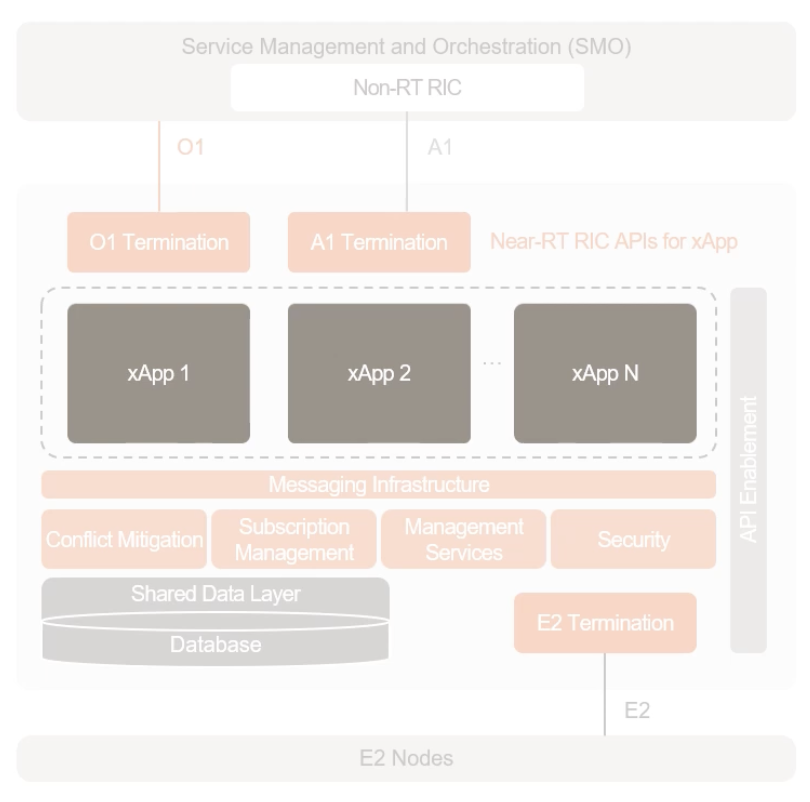 Service Management and Orchestration (SMO)
Non-RT RIC
O1
A1
O1 Termination
A1 Termination
Near-RT RIC APIs for xApp
xApp 1
xApp 2
...
xApp N
API Enablement
Messaging Infrastructure
Conflict Mitigation
Subscription
Management
Management
Services
Security
Shared Data Layer
Database
E2 Termination
E2
E2 Nodes